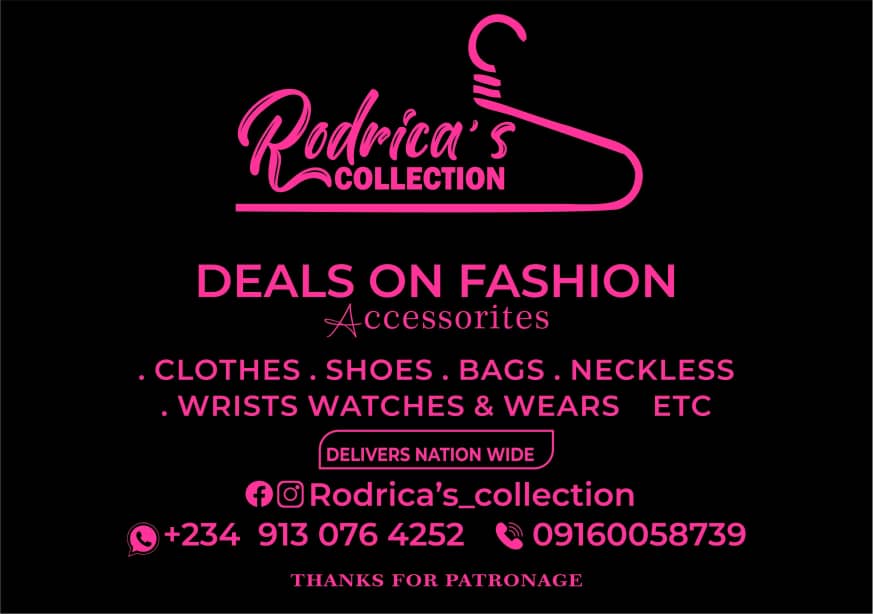 Rodrica's
COLLECTION
DEALS ON FASHION
Accessorites
. CLOTHES . SHOES . BAGS . NECKLESS
. WRISTS WATCHES & WEARS ETC
DELIVERS NATION WIDE
Rodrica's_collection
+234 913 076 4252 09160058739
THANKS FOR PATRONAGE